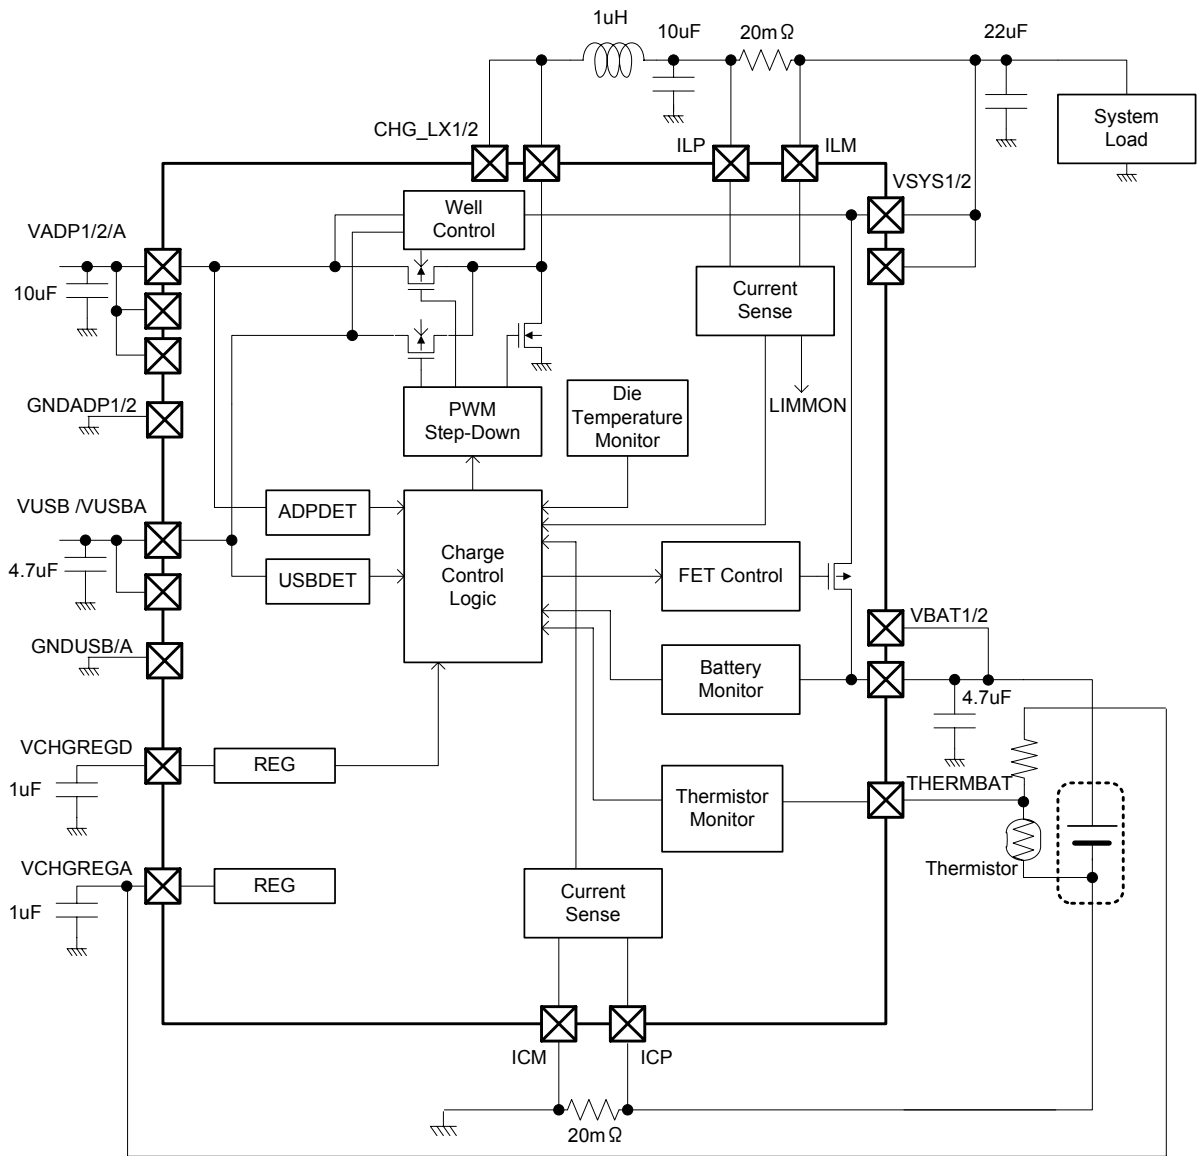 1uH
10uF
20mΩ
22uF
System
Load
CHG_LX1/2
ILP
ILM
VSYS1/2
Well
Control
VADP1/2/A
10uF
Current
Sense
LIMMON
Die
Temperature
Monitor
PWM
Step-Down
GNDADP1/2
VUSB /VUSBA
4.7uF
ADPDET
USBDET
Charge
Control
Logic
FET Control
VBAT1/2
GNDUSB/A
Battery
Monitor
4.7uF
VCHGREGD
1uF
REG
Thermistor
Monitor
THERMBAT
Thermistor
VCHGREGA
1uF
REG
Current
Sense
ICM
ICP
20mΩ